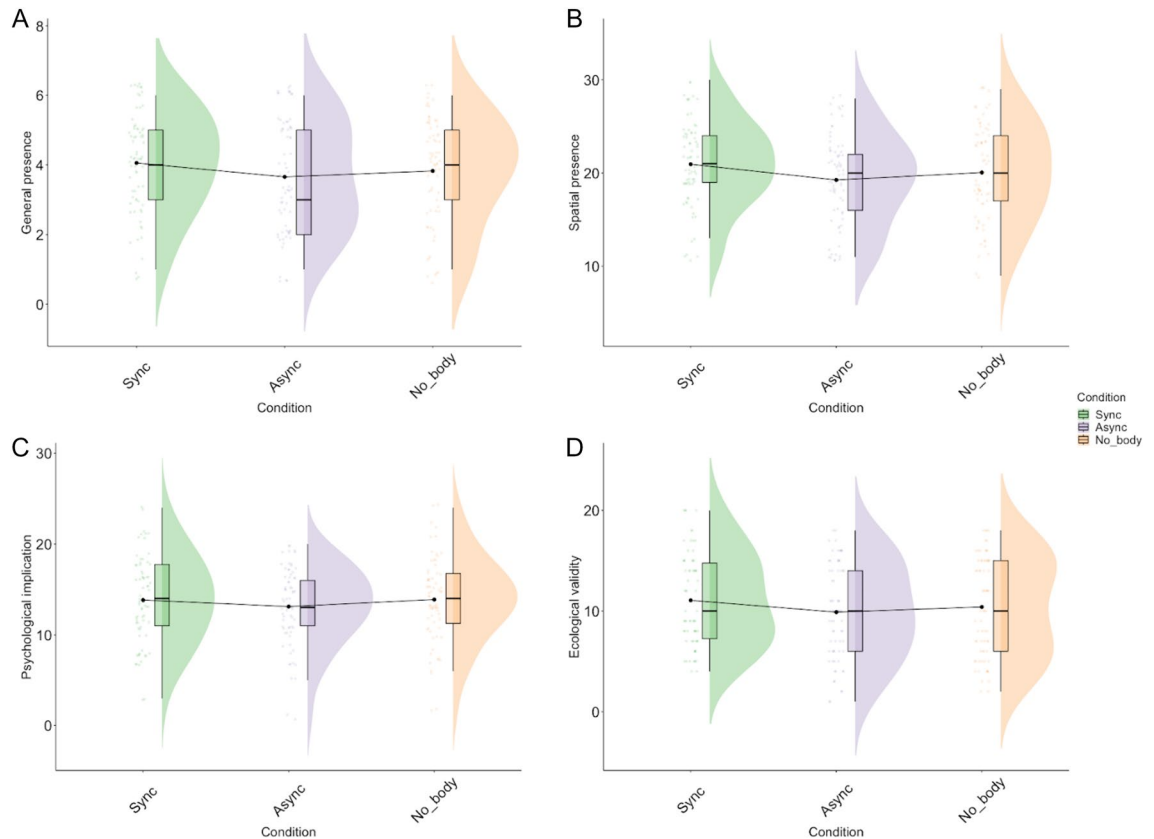 A
8
6
4
2
0
General presence
Sync
Async
No_body
Condition
B
30
20
10
Spatial presence
Sync
Async
No_body
Condition
Condition
Sync
Async
No_body
C
30
20
10
0
Psychological implication
Sync
Async
No_body
Condition
D
20
10
0
Ecological validity
Sync
Async
No_body
Condition